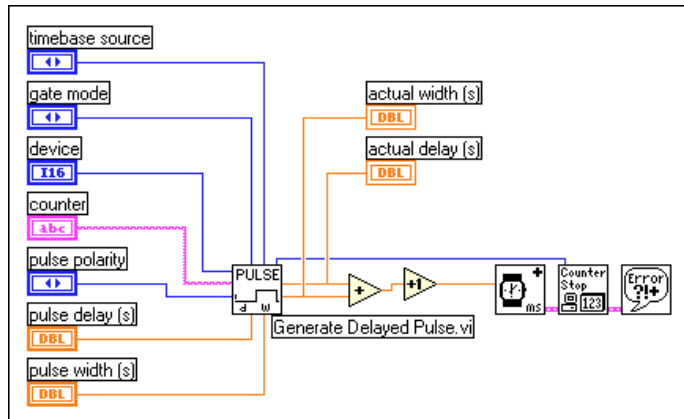 timebase source
gate mode
device
I16
counter
abc
pulse polarity
pulse delay (s)
DBL
pulse width (s)
DBL
actual width (s)
DBL
actual delay (s)
DBL
PULSE
d W
Generate Delayed Pulse.vi
+
+1
+
ms
Counter
Stop
123
Error
?!+